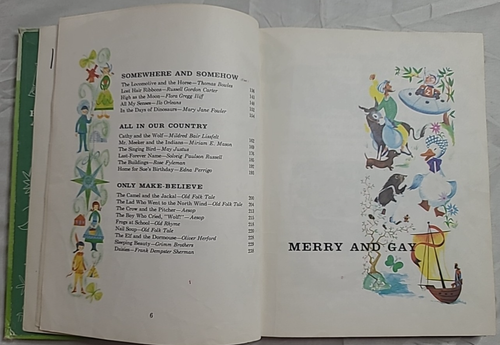 SOMEWHERE AND SOMEHOW
The Locomotive and the Horse—Thomas Bowles
Lost Hair Ribbons—Russell Gordon Carter
High as the Moon—Flora Gregg Iliff
All My Senses—Ilo Orleans
In the Days of Dinosaurs—Mary Jane Fowler
ALL IN OUR COUNTRY
Cathy and the Wolf—Mildred Bair Lissfelt
Mr. Meeker and the Indians—Miriam E. Mason
The Singing Bird—May Justus
Last-Forever Name—Solveig Paulson Russell
The Buildings—Rose Fyleman
Home for Sue's Birthday—Edna Perrigo
ONLY MAKE-BELIEVE
The Camel and the Jackal—Old Folk Tale
The Lad Who Went to the North Wind—Old Folk Tale
The Crow and the Pitcher—Aesop
The Boy Who Cried, "Wolf!"—Aesop
Frogs at School—Old Rhyme
Nail Soup—Old Folk Tale
The Elf and the Dormouse—Oliver Herford
Sleeping Beauty—Grimm Brothers
Daisies—Frank Dempster Sherman
6
MERRY AND GAY